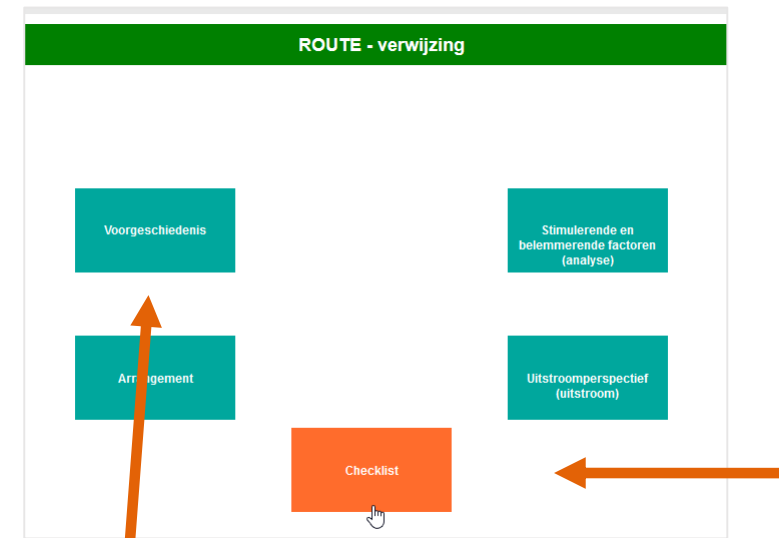 ROUTE - verwijzing
Voorgeschiedenis
Stimulerende en
belemmerende factoren
(analyse)
Arrangement
Uitstroomperspectief
(uitstroom)
Checklist